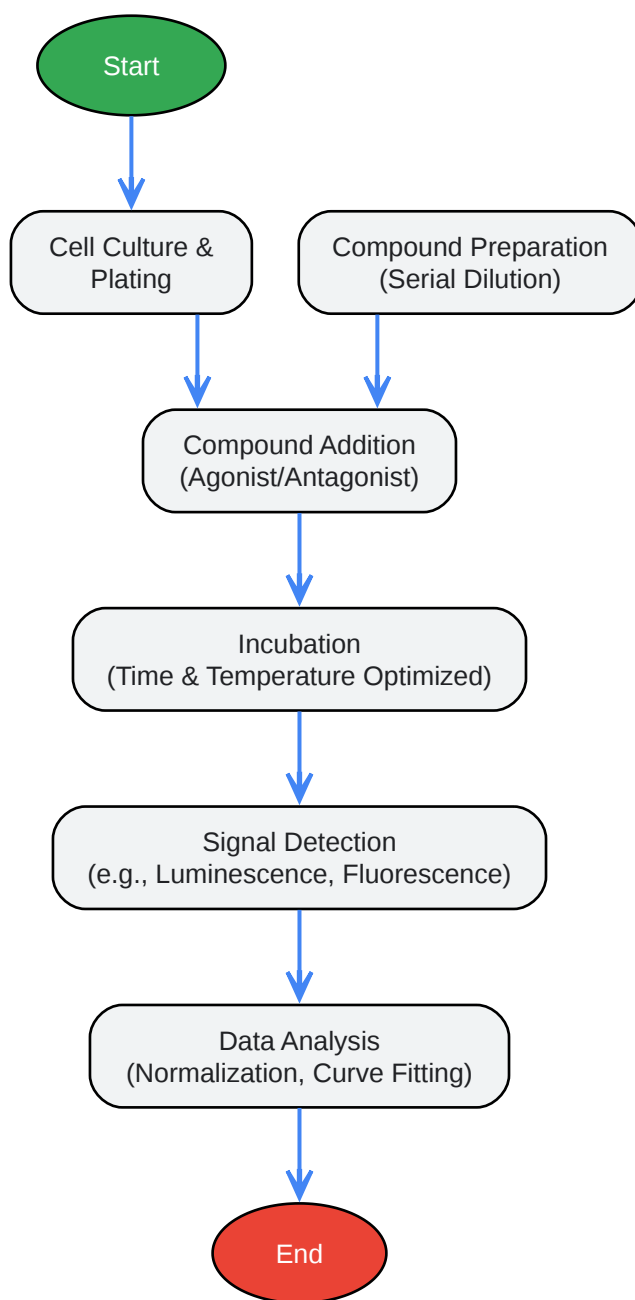 Start
Cell Culture &
Plating
Compound Preparation
(Serial Dilution)
Compound Addition
(Agonist/Antagonist)
Incubation
(Time & Temperature Optimized)
Signal Detection
(e.g., Luminescence, Fluorescence)
Data Analysis
(Normalization, Curve Fitting)
End